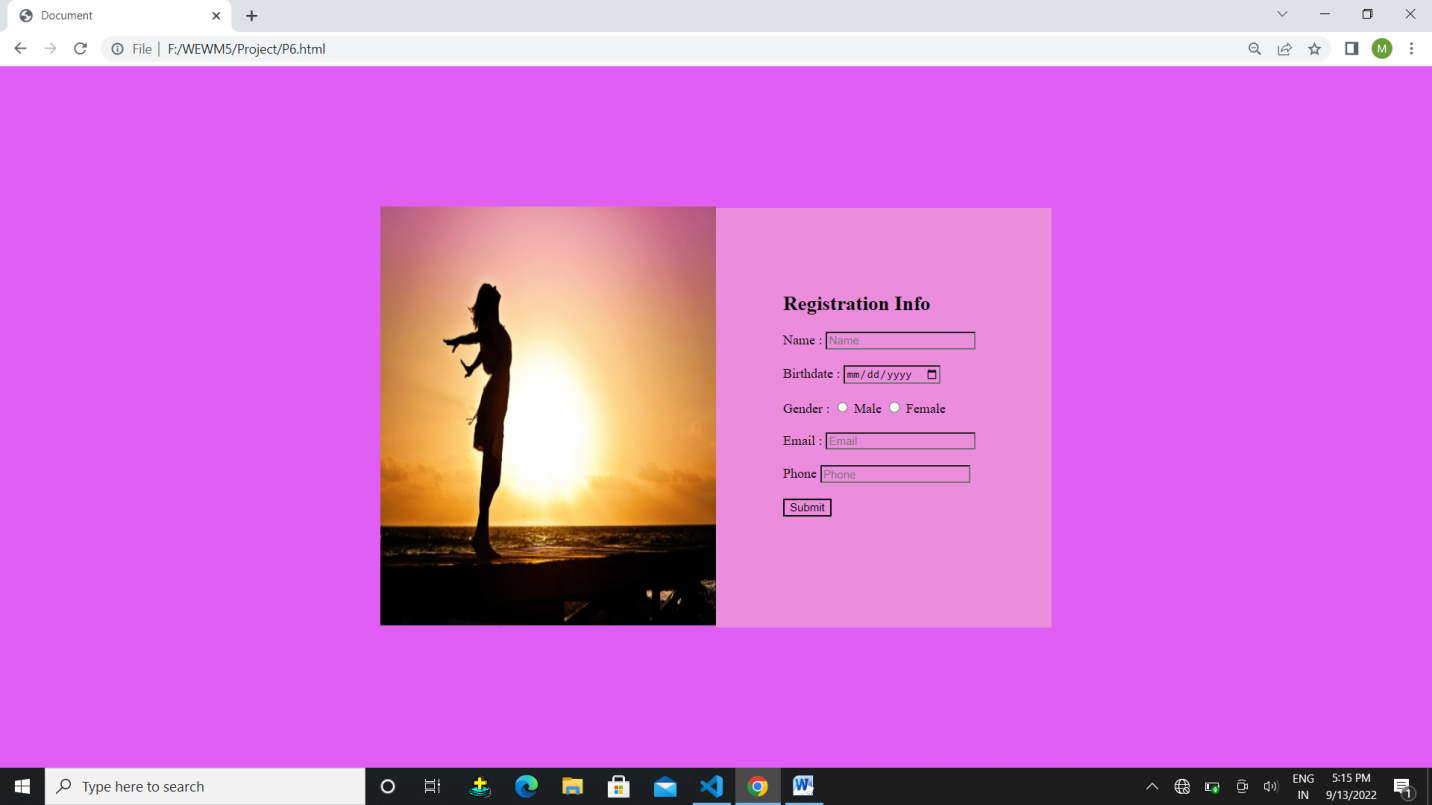 Document
File | F:/WEWM5/Project/P6.html
M
Registration Info
Name : Name
Birthdate : mm/dd/yyyy
Gender : Male Female
Email : Email
Phone Phone
Submit
Type here to search
ENG
IN
5:15 PM
9/13/2022
1